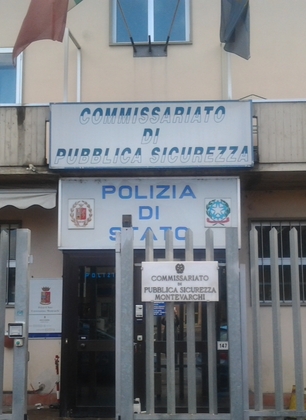 COMMISSARIATO
DI
PUBBLICA SICUREZZA
POLIZIA
DI
STATO
COMMISSARIATO
DI
PUBBLICA SICUREZZA
MONTEVARCHI